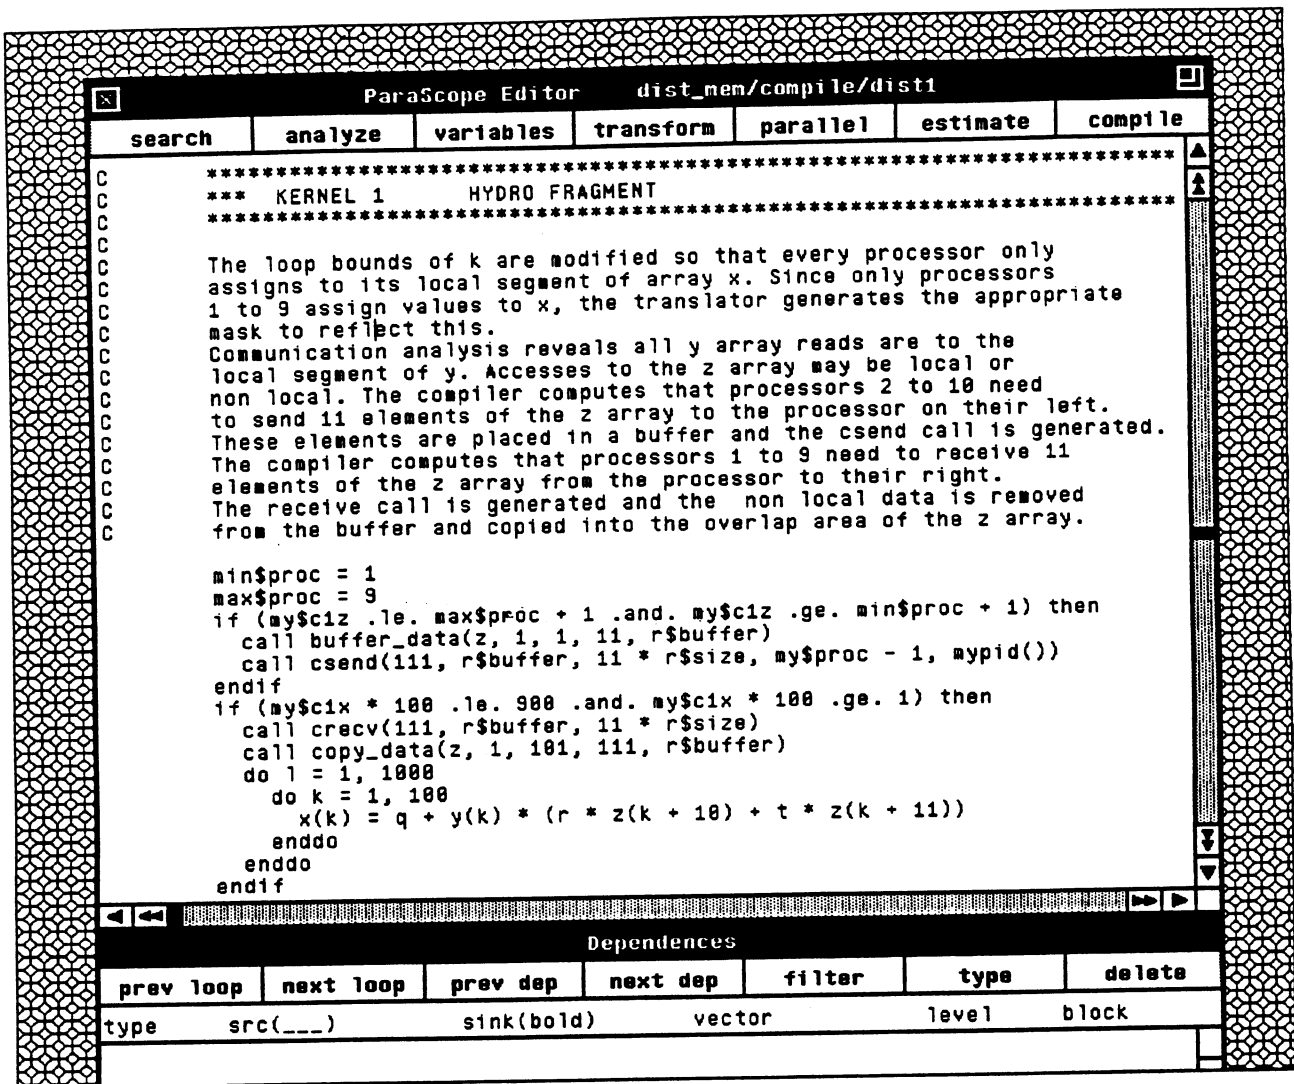 ParaScope Editor dist_mem/compile/dist1
search analyze variables transform parallel estimate compile
C ************************************************************************
C *** KERNEL 1 HYDRO FRAGMENT
C ************************************************************************
C
C The loop bounds of k are modified so that every processor only
C assigns to its local segment of array x. Since only processors
C 1 to 9 assign values to x, the translator generates the appropriate
C mask to reflect this.
C Communication analysis reveals all y array reads are to the
C local segment of y. Accesses to the z array may be local or
C non local. The compiler computes that processors 2 to 10 need
C to send 11 elements of the z array to the processor on their left.
C These elements are placed in a buffer and the csend call is generated.
C The compiler computes that processors 1 to 9 need to receive 11
C elements of the z array from the processor to their right.
C The receive call is generated and the non local data is removed
C from the buffer and copied into the overlap area of the z array.
min$proc = 1
max$proc = 9
if (my$c1z .le. max$proc + 1 .and. my$c1z .ge. min$proc + 1) then
call buffer_data(z, 1, 1, 11, r$buffer)
call csend(111, r$buffer, 11 * r$size, my$proc - 1, mypid())
endif
if (my$c1x * 100 .le. 900 .and. my$c1x * 100 .ge. 1) then
call crecv(111, r$buffer, 11 * r$size)
call copy_data(z, 1, 101, 111, r$buffer)
do l = 1, 1000
do k = 1, 100
x(k) = q + y(k) * (r * z(k + 10) + t * z(k + 11))
enddo
enddo
endif
Dependences
prev loop next loop prev dep next dep filter type delete
type src(___) sink(bold) vector level block